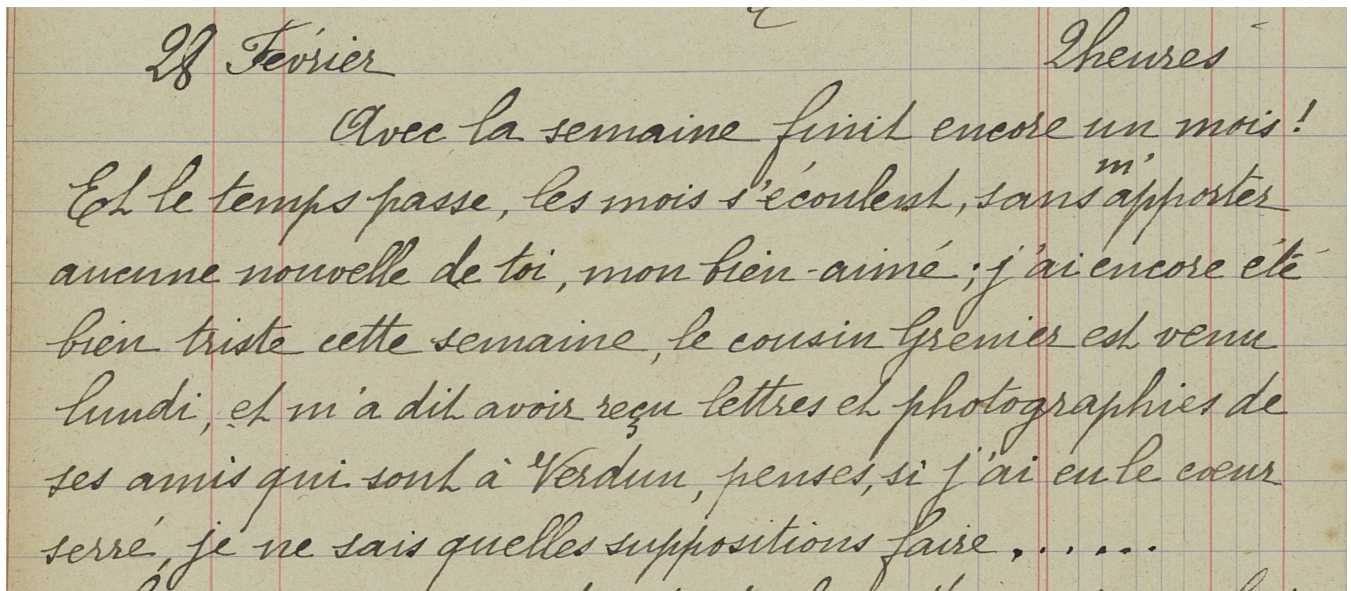 28 Février 2heures
Avec la semaine finit encore un mois !
Et le temps passe, les mois s'écoulent, sans m'apporter
aucune nouvelle de toi, mon bien-aimé ; j'ai encore été
bien triste cette semaine, le cousin Grenier est venu
lundi, et m'a dit avoir reçu lettres et photographies de
ses amis qui sont à Verdun, penses, si j'ai eu le cœur
serré, je ne sais quelles suppositions faire . . . . . .